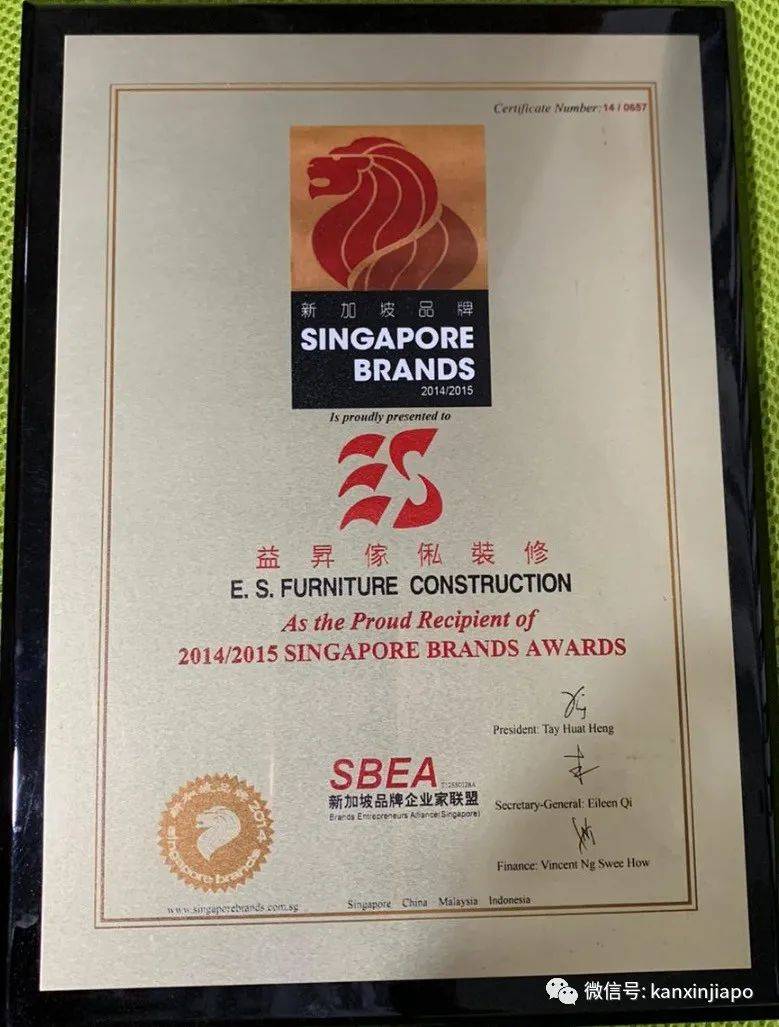 Certificate Number: 14 / 0657
新加坡品牌
SINGAPORE
BRANDS
2014/2015
Is proudly presented to
ES
益昇傢俬裝修
E. S. FURNITURE CONSTRUCTION
As the Proud Recipient of
2014/2015 SINGAPORE BRANDS AWARDS
President: Tay Huat Heng
SBEA
新加坡品牌企业家联盟
Brands Entrepreneurs Alliance(Singapore)
Secretary-General: Eileen Qi
Finance: Vincent Ng Swee How
singapore brands
www.singaporebrands.com.sg
Singapore China Malaysia Indonesia
微信号: kanxinjiapo